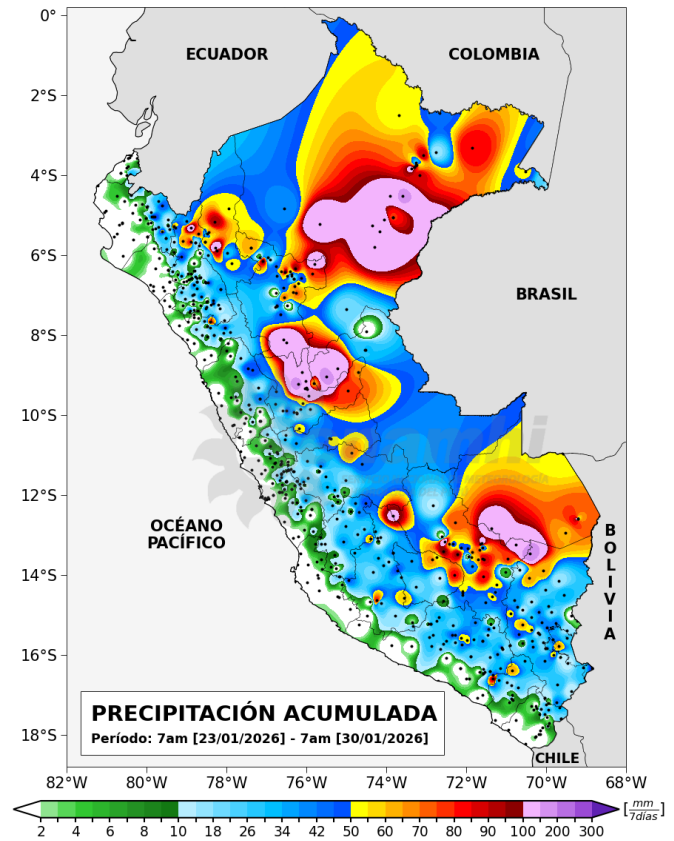 0°
2°S
4°S
6°S
8°S
10°S
12°S
14°S
16°S
18°S
ECUADOR
COLOMBIA
BRASIL
OCÉANO
PACÍFICO
B
O
L
I
V
I
A
CHILE
PRECIPITACIÓN ACUMULADA
Período: 7am [23/01/2026] - 7am [30/01/2026]
82°W 80°W 78°W 76°W 74°W 72°W 70°W 68°W
2 4 6 8 10 18 26 34 42 50 60 70 80 90 100 200 300
[mm/7días]